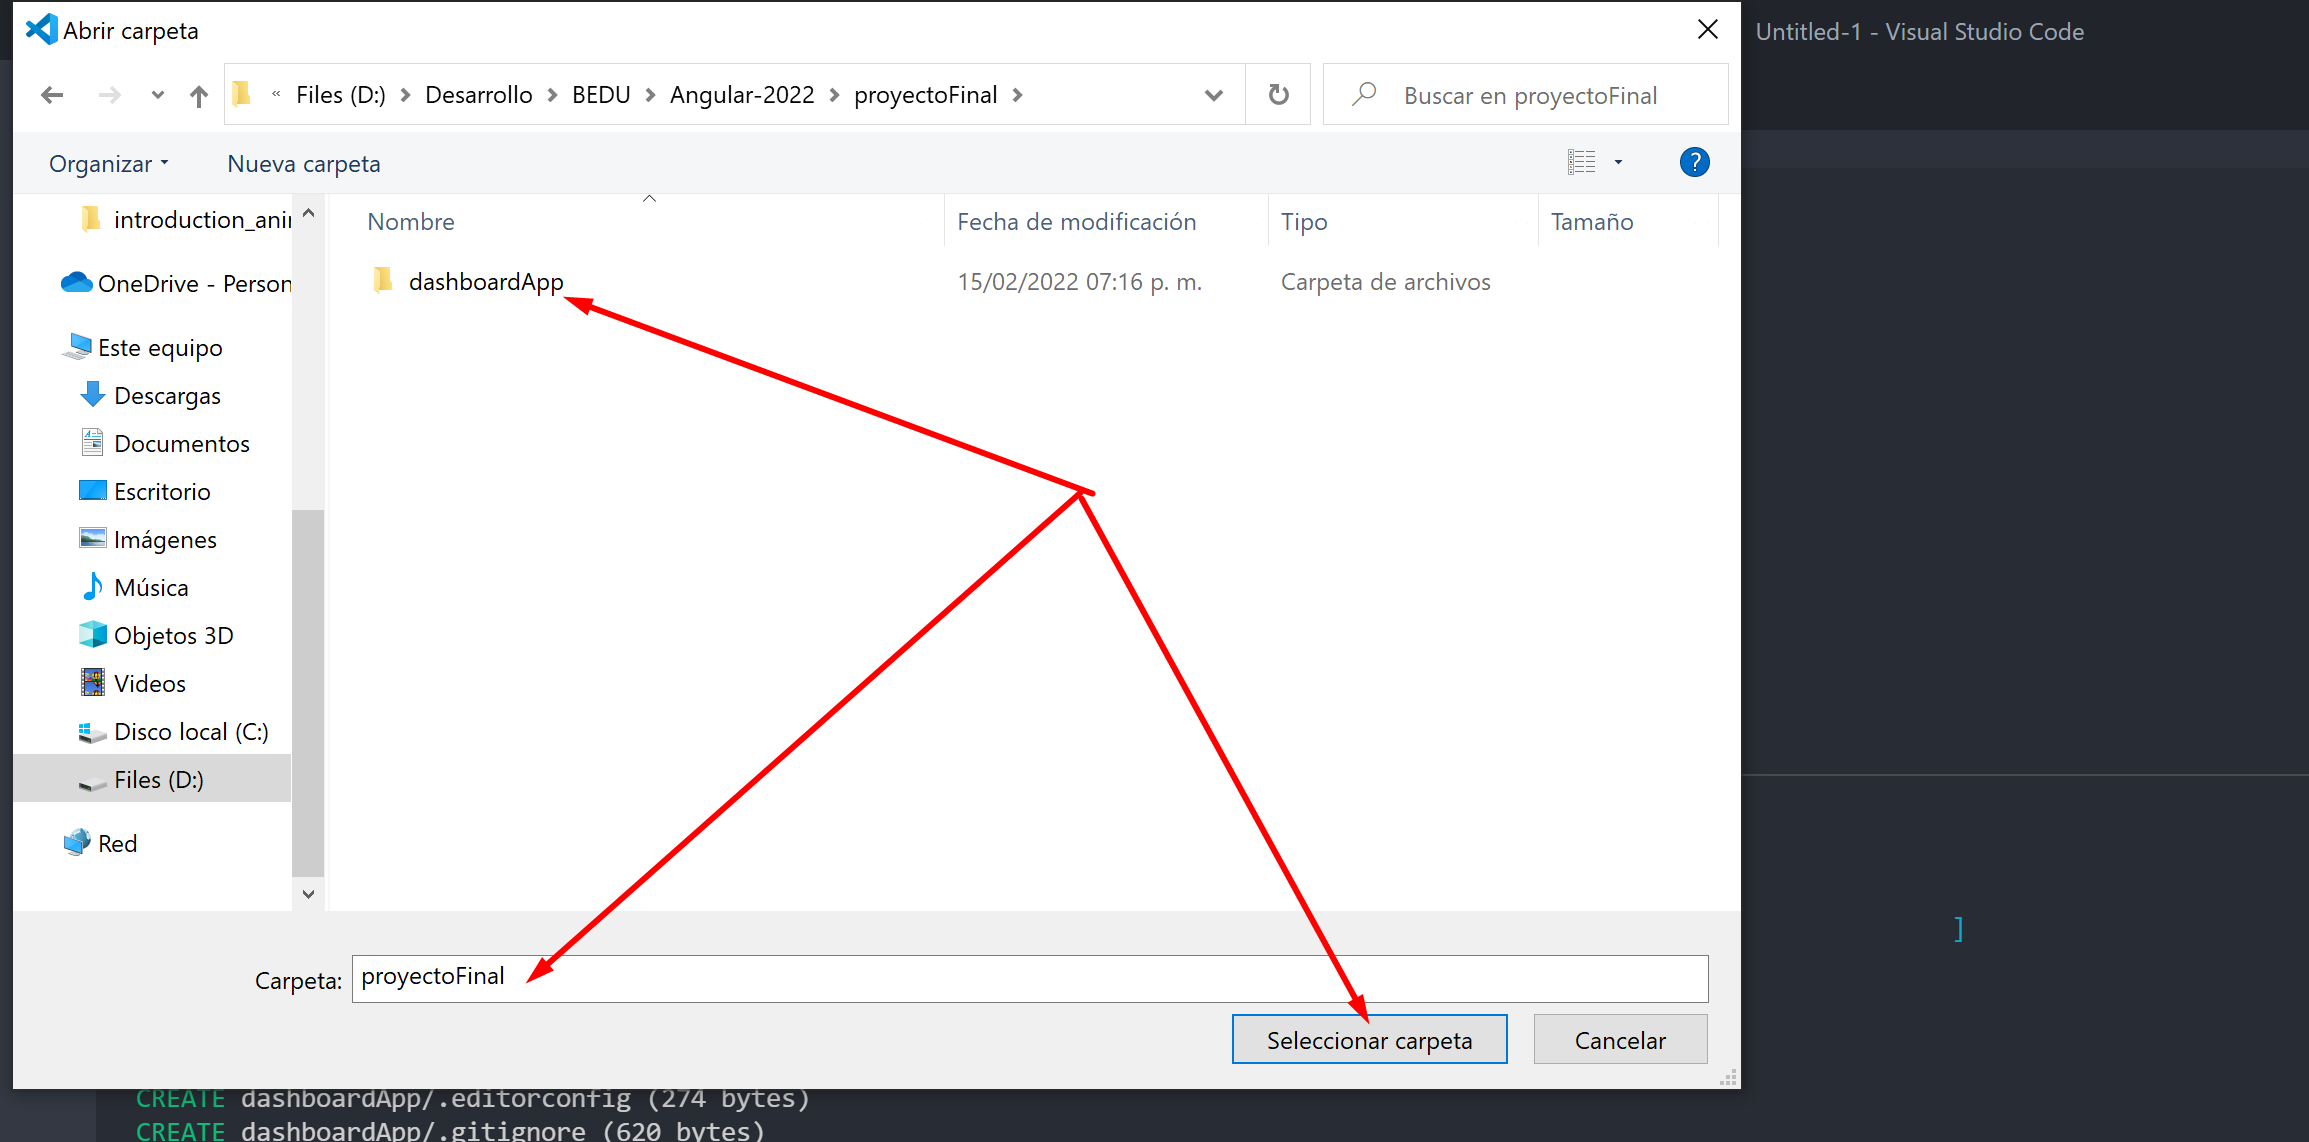 Abrir carpeta
Untitled-1 - Visual Studio Code
« Files (D:) > Desarrollo > BEDU > Angular-2022 > proyectoFinal >
Buscar en proyectoFinal
Organizar
Nueva carpeta
?
introduction_ani
OneDrive - Person
Este equipo
Descargas
Documentos
Escritorio
Imágenes
Música
Objetos 3D
Videos
Disco local (C:)
Files (D:)
Red
Nombre Fecha de modificación Tipo Tamaño
dashboardApp 15/02/2022 07:16 p. m. Carpeta de archivos
]
Carpeta: proyectoFinal
Seleccionar carpeta Cancelar
CREATE dashboardApp/.editorconfig (274 bytes)
CREATE dashboardApp/.gitignore (620 bytes)